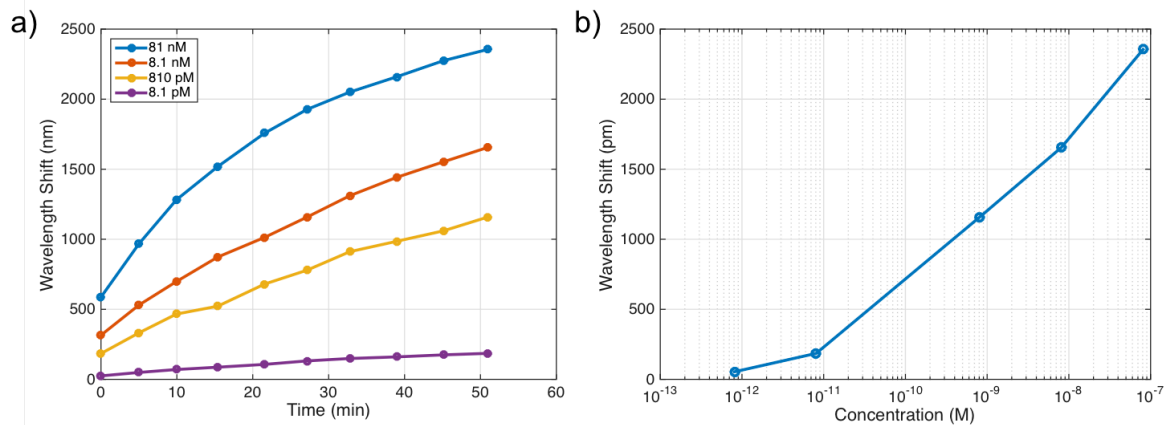 a)
2500
2000
1500
1000
500
0
Wavelength Shift (nm)
81 nM
8.1 nM
810 pM
8.1 pM
0 10 20 30 40 50 60
Time (min)
b)
2500
2000
1500
1000
500
0
Wavelength Shift (pm)
10-13 10-12 10-11 10-10 10-9 10-8 10-7
Concentration (M)